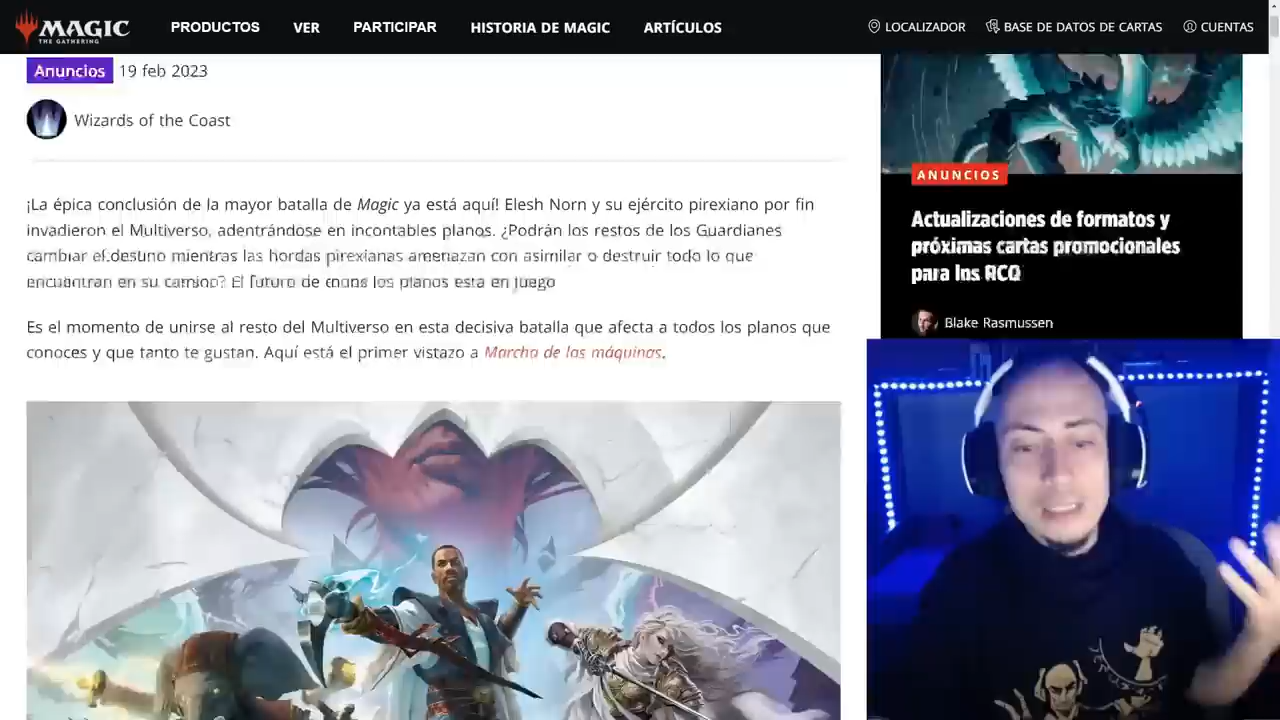 MAGIC
THE GATHERING
PRODUCTOS
VER
PARTICIPAR
HISTORIA DE MAGIC
ARTÍCULOS
LOCALIZADOR
BASE DE DATOS DE CARTAS
CUENTAS
Anuncios 19 feb 2023
Wizards of the Coast
¡La épica conclusión de la mayor batalla de Magic ya está aquí! Elesh Norn y su ejército pirexiano por fin
invadieron el Multiverso, adentrándose en incontables planos. ¿Podrán los restos de los Guardianes
cambiar el destino mientras las hordas pirexianas amenazan con asimilar o destruir todo lo que
encuentran en su camino? El futuro de todos los planos está en juego
Es el momento de unirse al resto del Multiverso en esta decisiva batalla que afecta a todos los planos que
conoces y que tanto te gustan. Aquí está el primer vistazo a Marcha de las máquinas.
ANUNCIOS
Actualizaciones de formatos y
próximas cartas promocionales
para los RCQ
Blake Rasmussen